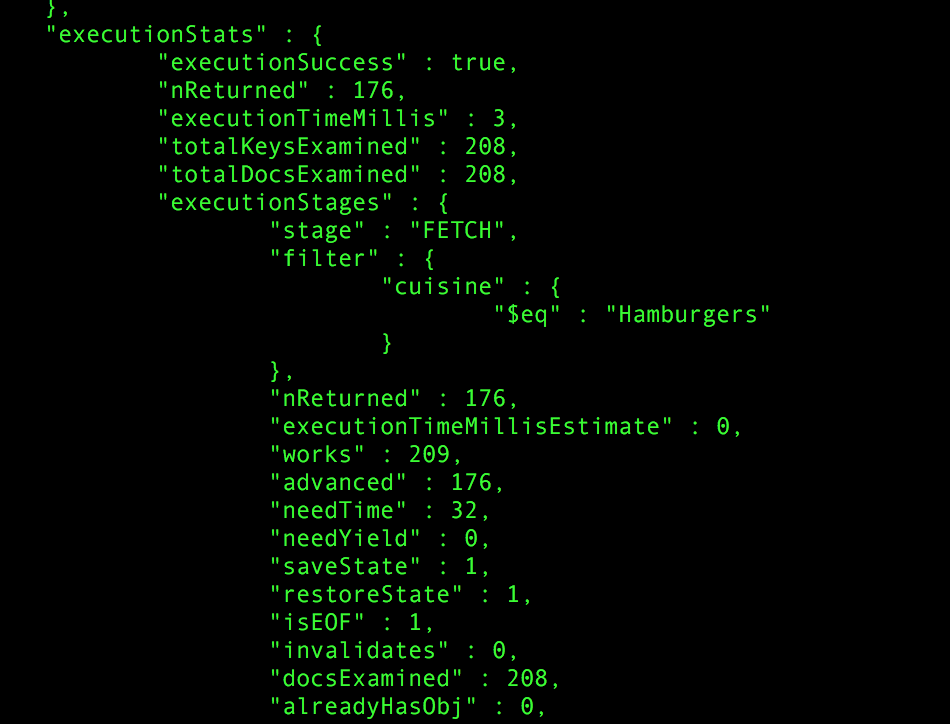 },
"executionStats" : {
"executionSuccess" : true,
"nReturned" : 176,
"executionTimeMillis" : 3,
"totalKeysExamined" : 208,
"totalDocsExamined" : 208,
"executionStages" : {
"stage" : "FETCH",
"filter" : {
"cuisine" : {
"$eq" : "Hamburgers"
}
},
"nReturned" : 176,
"executionTimeMillisEstimate" : 0,
"works" : 209,
"advanced" : 176,
"needTime" : 32,
"needYield" : 0,
"saveState" : 1,
"restoreState" : 1,
"isEOF" : 1,
"invalidates" : 0,
"docsExamined" : 208,
"alreadyHasObj" : 0,